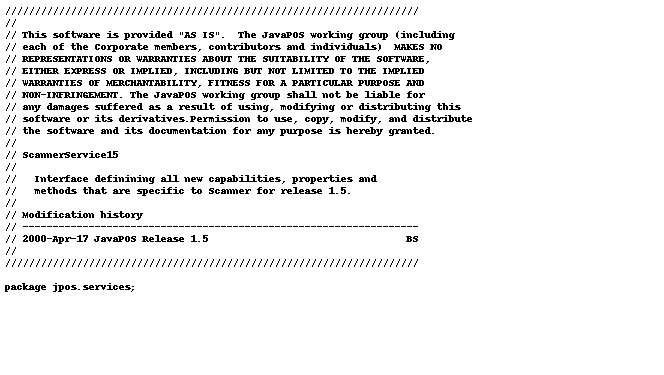 //////////////////////////////////////////////////////////////////////
//
// This software is provided "AS IS".  The JavaPOS working group (including
// each of the Corporate members, contributors and individuals)  MAKES NO
// REPRESENTATIONS OR WARRANTIES ABOUT THE SUITABILITY OF THE SOFTWARE,
// EITHER EXPRESS OR IMPLIED, INCLUDING BUT NOT LIMITED TO THE IMPLIED
// WARRANTIES OF MERCHANTABILITY, FITNESS FOR A PARTICULAR PURPOSE AND
// NON-INFRINGEMENT. The JavaPOS working group shall not be liable for
// any damages suffered as a result of using, modifying or distributing this
// software or its derivatives.Permission to use, copy, modify, and distribute
// the software and its documentation for any purpose is hereby granted.
//
// ScannerService15
//
//   Interface definining all new capabilities, properties and
//   methods that are specific to Scanner for release 1.5.
//
// Modification history
// ------------------------------------------------------------------
// 2000-Apr-17 JavaPOS Release 1.5                                 BS
//
//////////////////////////////////////////////////////////////////////

package jpos.services;